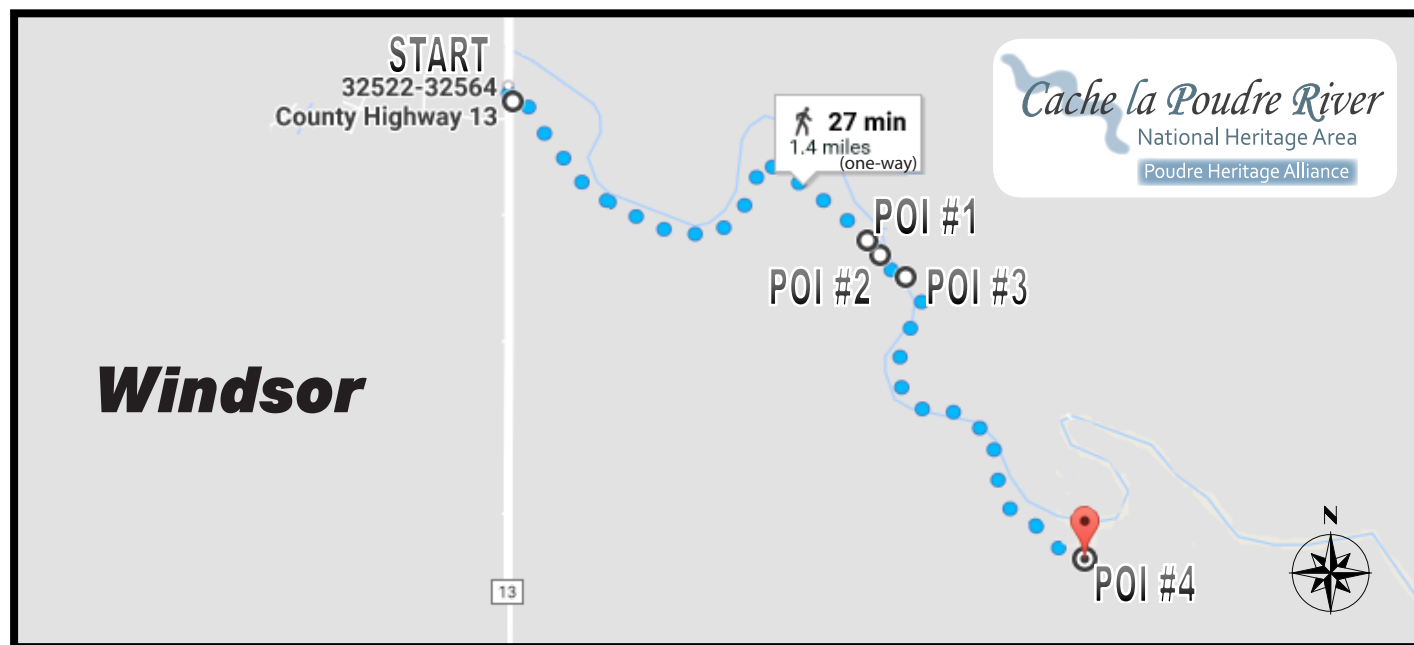 START
32522-32564
County Highway 13
27 min
1.4 miles
(one-way)
Cache la Poudre River
National Heritage Area
Poudre Heritage Alliance
POI #1
POI #2
POI #3
Windsor
N
13
POI #4